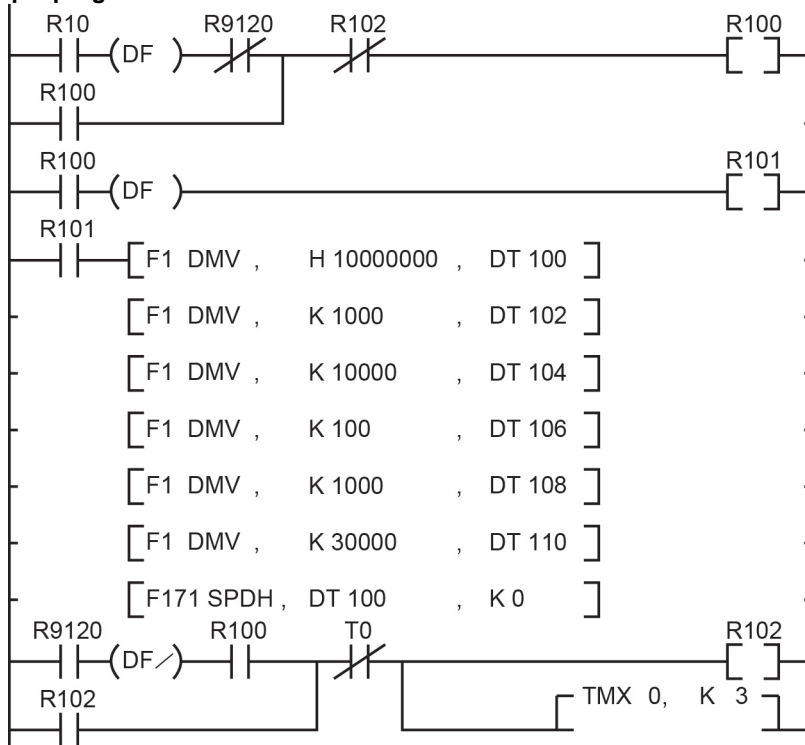 R10 R9120 R102 R100
(DF )
R100
R100 R101
(DF )
R101
F1 DMV , H 10000000 , DT 100
F1 DMV , K 1000 , DT 102
F1 DMV , K 10000 , DT 104
F1 DMV , K 100 , DT 106
F1 DMV , K 1000 , DT 108
F1 DMV , K 30000 , DT 110
F171 SPDH , DT 100 , K 0
R9120 R100 T0 R102
(DF/)
R102 TMX 0, K 3